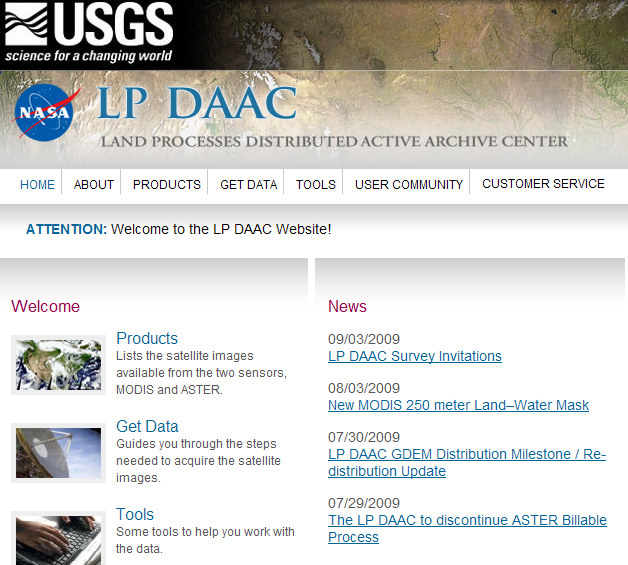 USGS
science for a changing world
NASA
LP DAAC
LAND PROCESSES DISTRIBUTED ACTIVE ARCHIVE CENTER
HOME ABOUT PRODUCTS GET DATA TOOLS USER COMMUNITY CUSTOMER SERVICE
ATTENTION: Welcome to the LP DAAC Website!
Welcome
Products
Lists the satellite images
available from the two sensors,
MODIS and ASTER.
Get Data
Guides you through the steps
needed to acquire the satellite
images.
Tools
Some tools to help you work with
the data.
News
09/03/2009
LP DAAC Survey Invitations
08/03/2009
New MODIS 250 meter Land–Water Mask
07/30/2009
LP DAAC GDEM Distribution Milestone / Re-
distribution Update
07/29/2009
The LP DAAC to discontinue ASTER Billable
Process